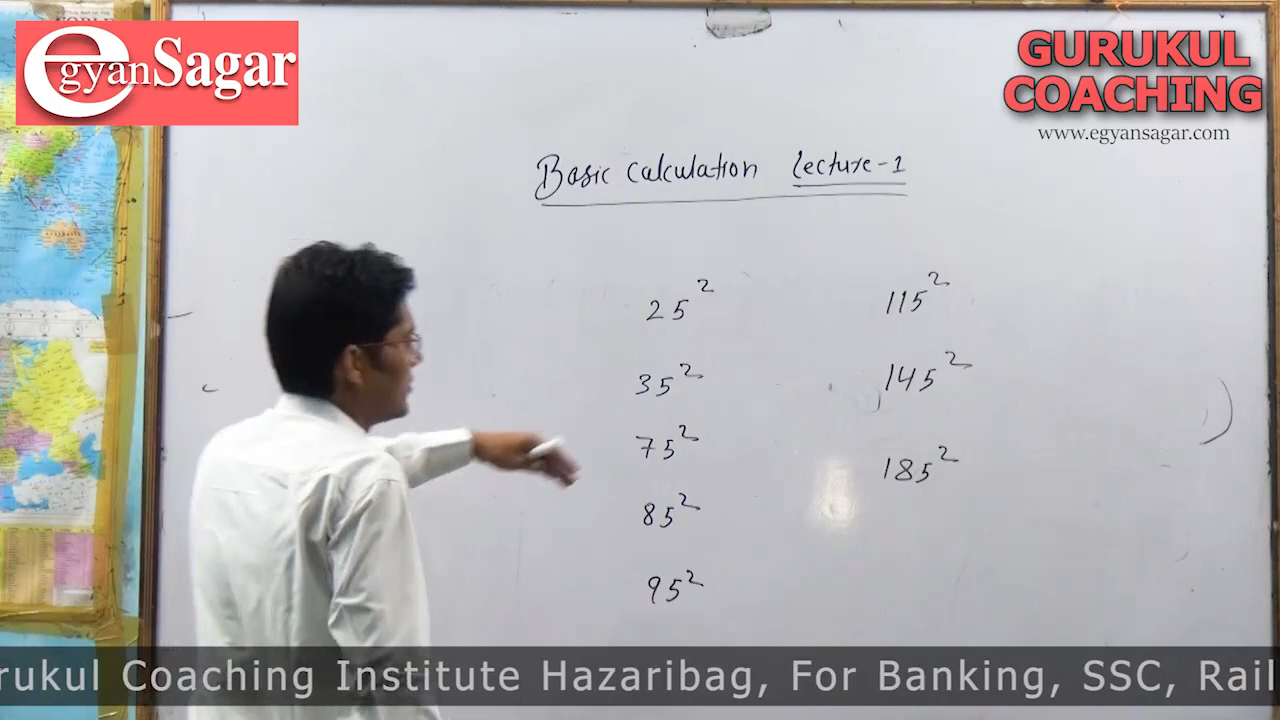 egyanSagar
GURUKUL
COACHING
www.egyansagar.com
Basic calculation Lecture-1
25²
35²
75²
85²
95²
115²
145²
185²
rukul Coaching Institute Hazaribag, For Banking, SSC, Rail